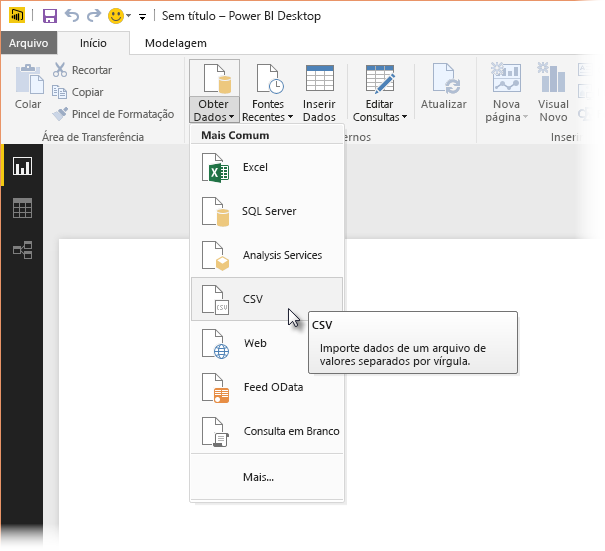 Sem título – Power BI Desktop
Arquivo Início Modelagem
Colar
Recortar
Copiar
Pincel de Formatação
Área de Transferência
Obter Dados
Fontes Recentes
Inserir Dados
Editar Consultas
Atualizar
Nova página
Visual Novo
ernos
Inseri
Mais Comum
Excel
SQL Server
Analysis Services
CSV
CSV
Web
Feed OData
Consulta em Branco
Mais...
CSV
Importe dados de um arquivo de
valores separados por vírgula.